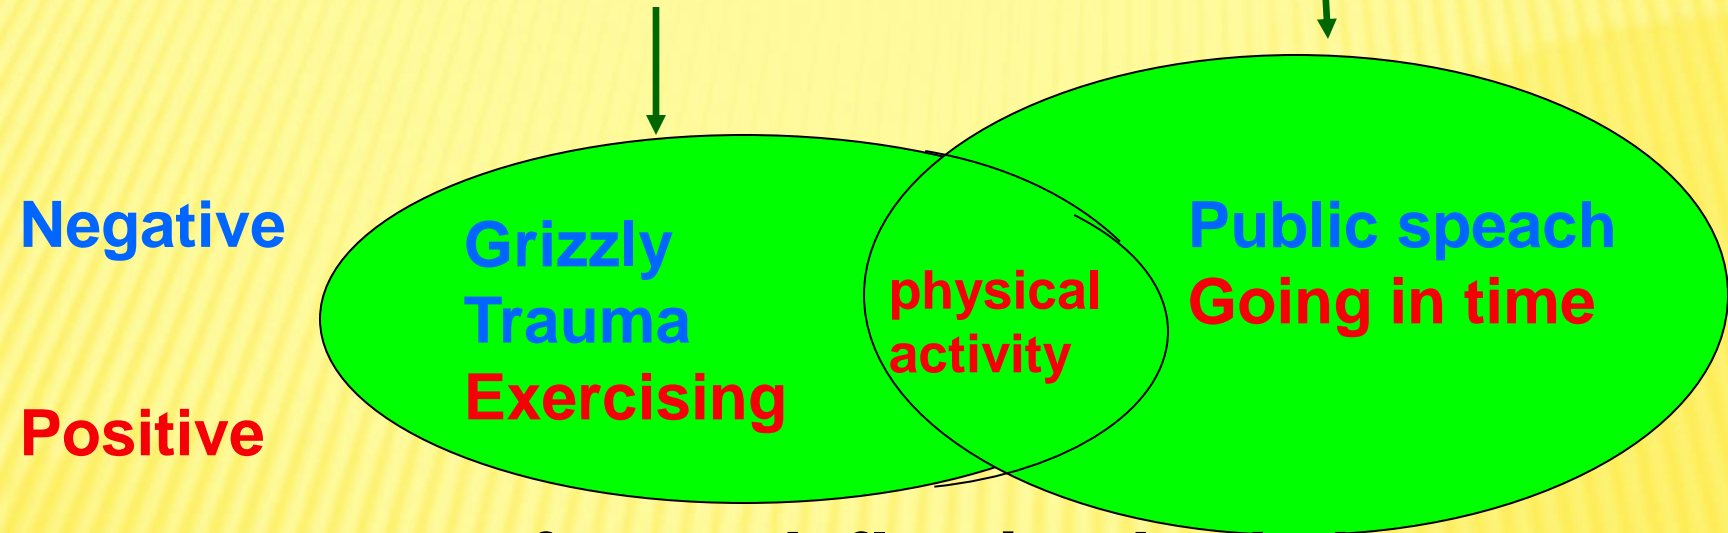 Negative
Positive
Grizzly
Trauma
Exercising
physical
activity
Public speach
Going in time